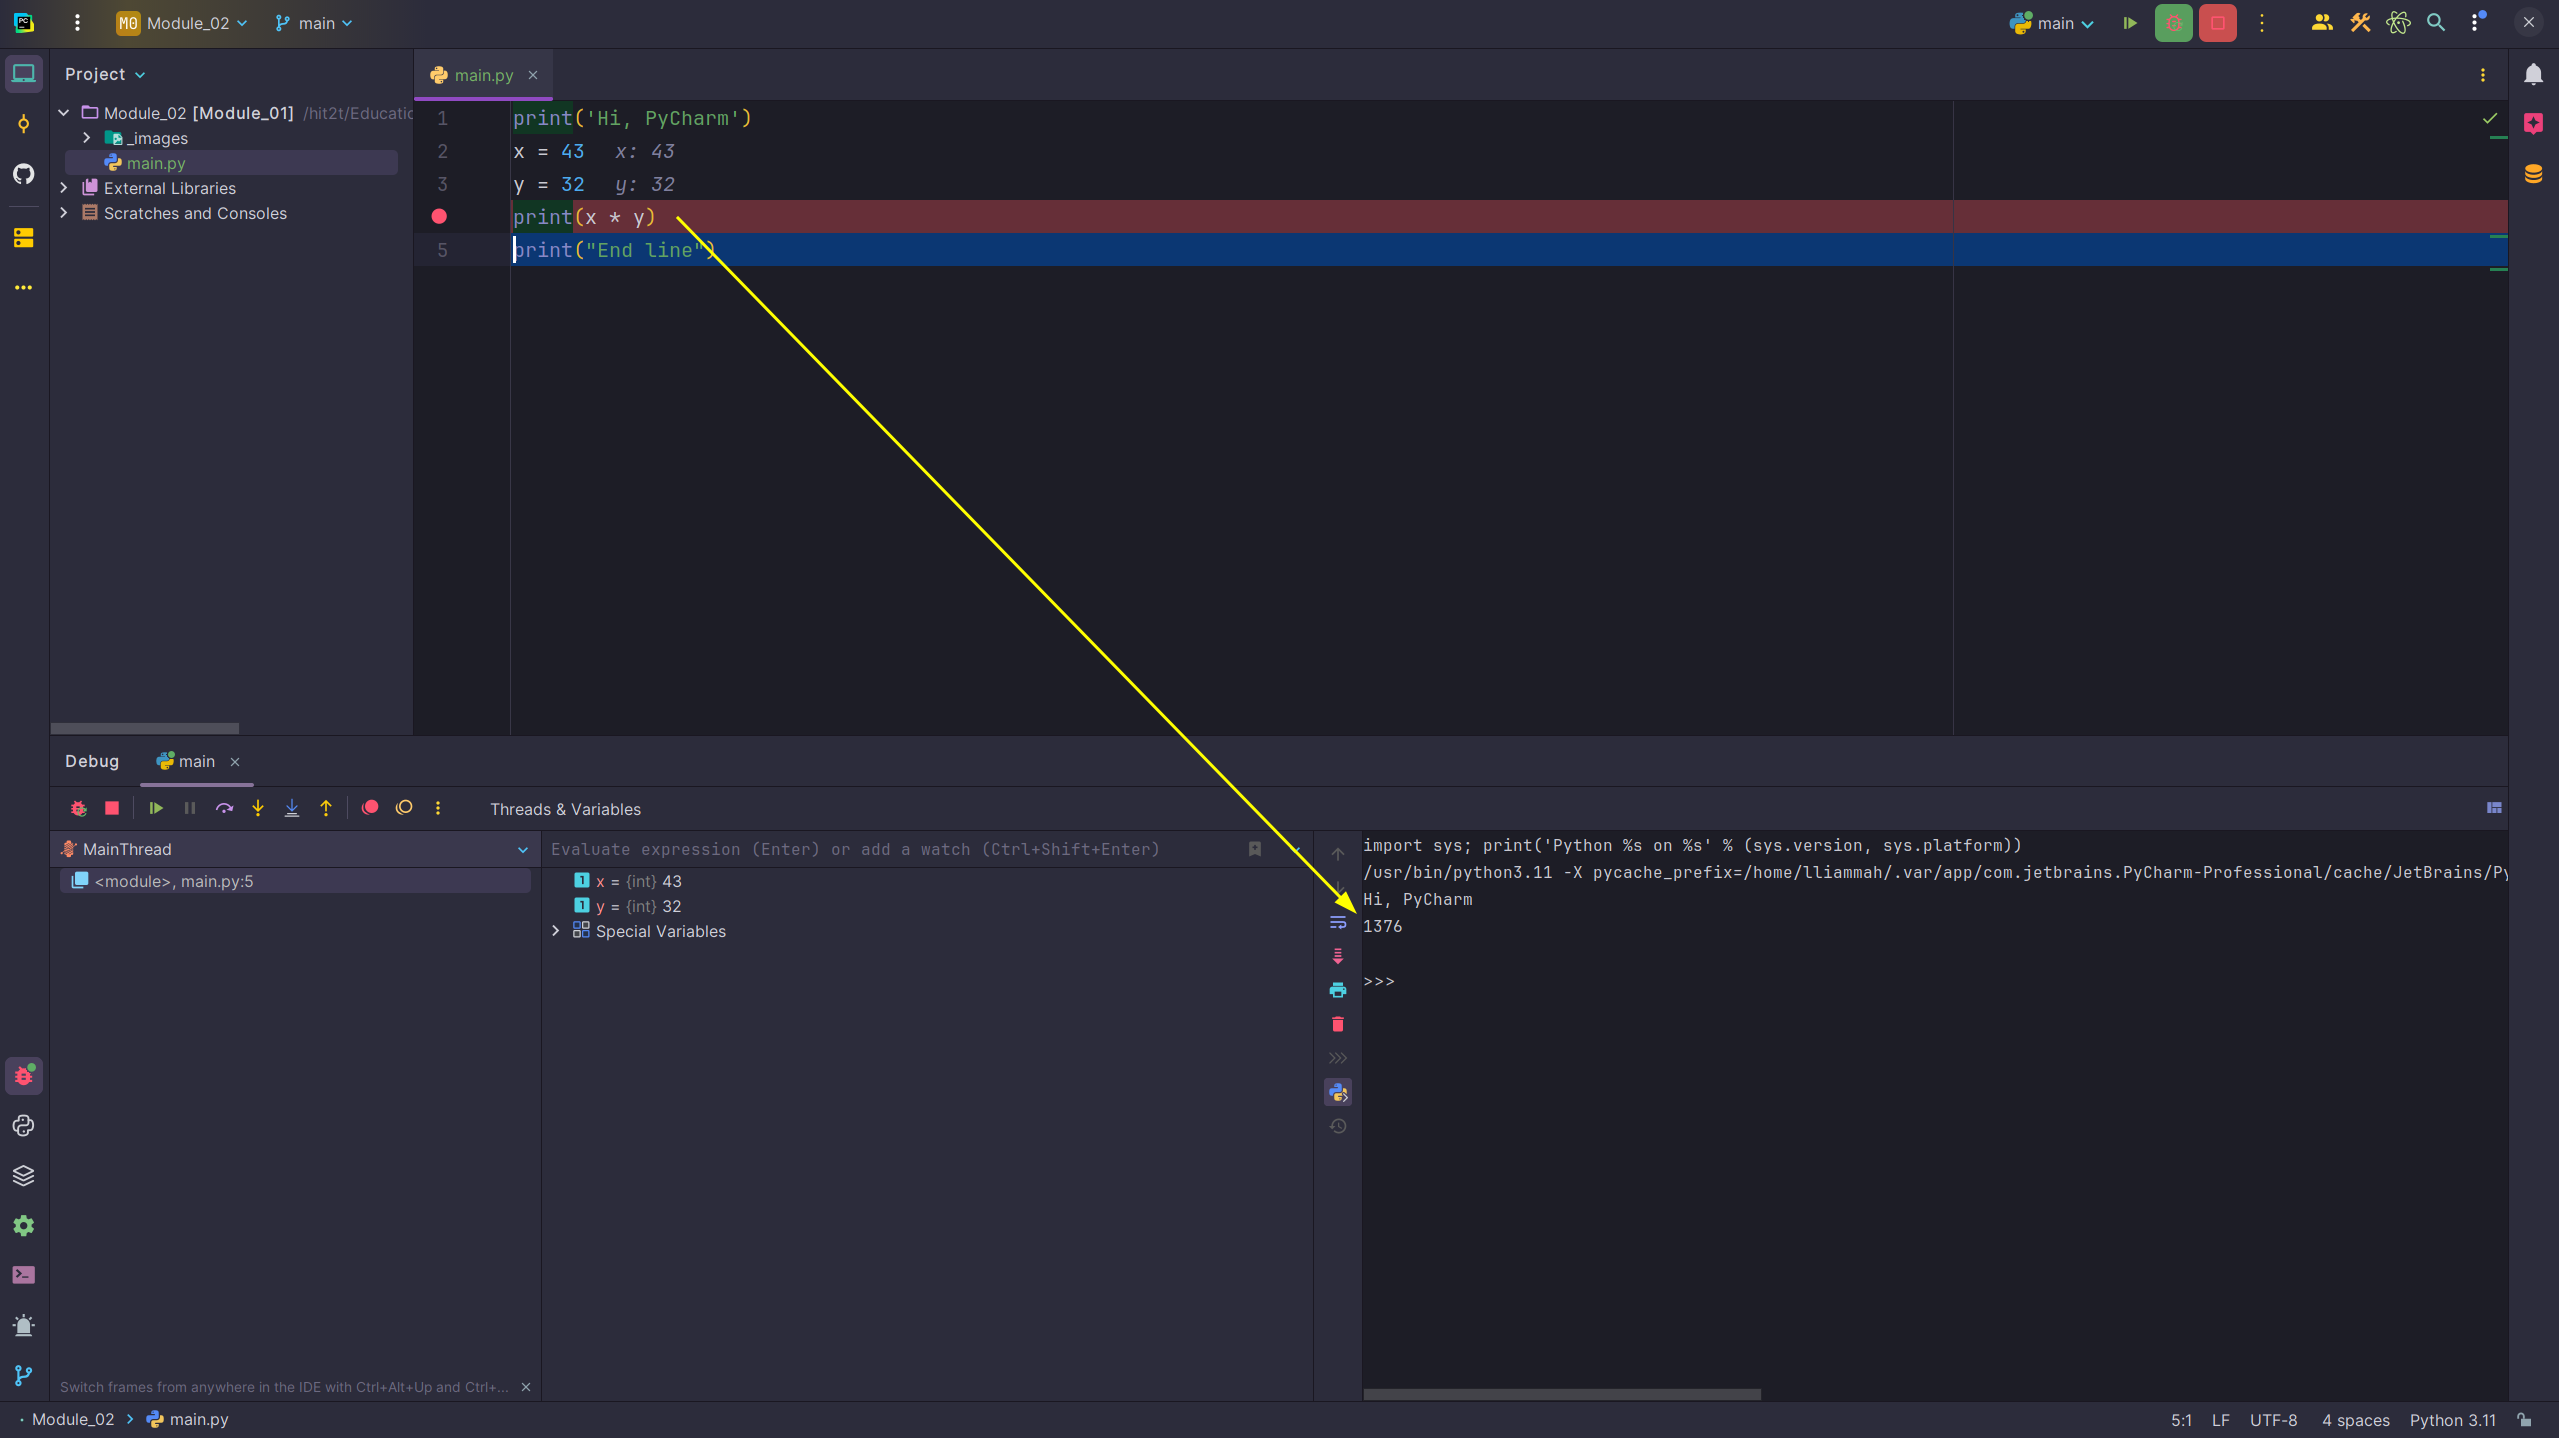 PC M0 Module_02 main main
Project
main.py
Module_02 [Module_01] /hit2t/Educatic
_images
main.py
External Libraries
Scratches and Consoles
1 print('Hi, PyCharm')
2 x = 43 x: 43
3 y = 32 y: 32
print(x * y)
5 print("End line")
Debug main
Threads & Variables
MainThread
<module>, main.py:5
Evaluate expression (Enter) or add a watch (Ctrl+Shift+Enter)
1 x = {int} 43
1 y = {int} 32
Special Variables
import sys; print('Python %s on %s' % (sys.version, sys.platform))
/usr/bin/python3.11 -X pycache_prefix=/home/lliammah/.var/app/com.jetbrains.PyCharm-Professional/cache/JetBrains/Py
Hi, PyCharm
1376
>>>
Switch frames from anywhere in the IDE with Ctrl+Alt+Up and Ctrl+...
Module_02 main.py
5:1 LF UTF-8 4 spaces Python 3.11